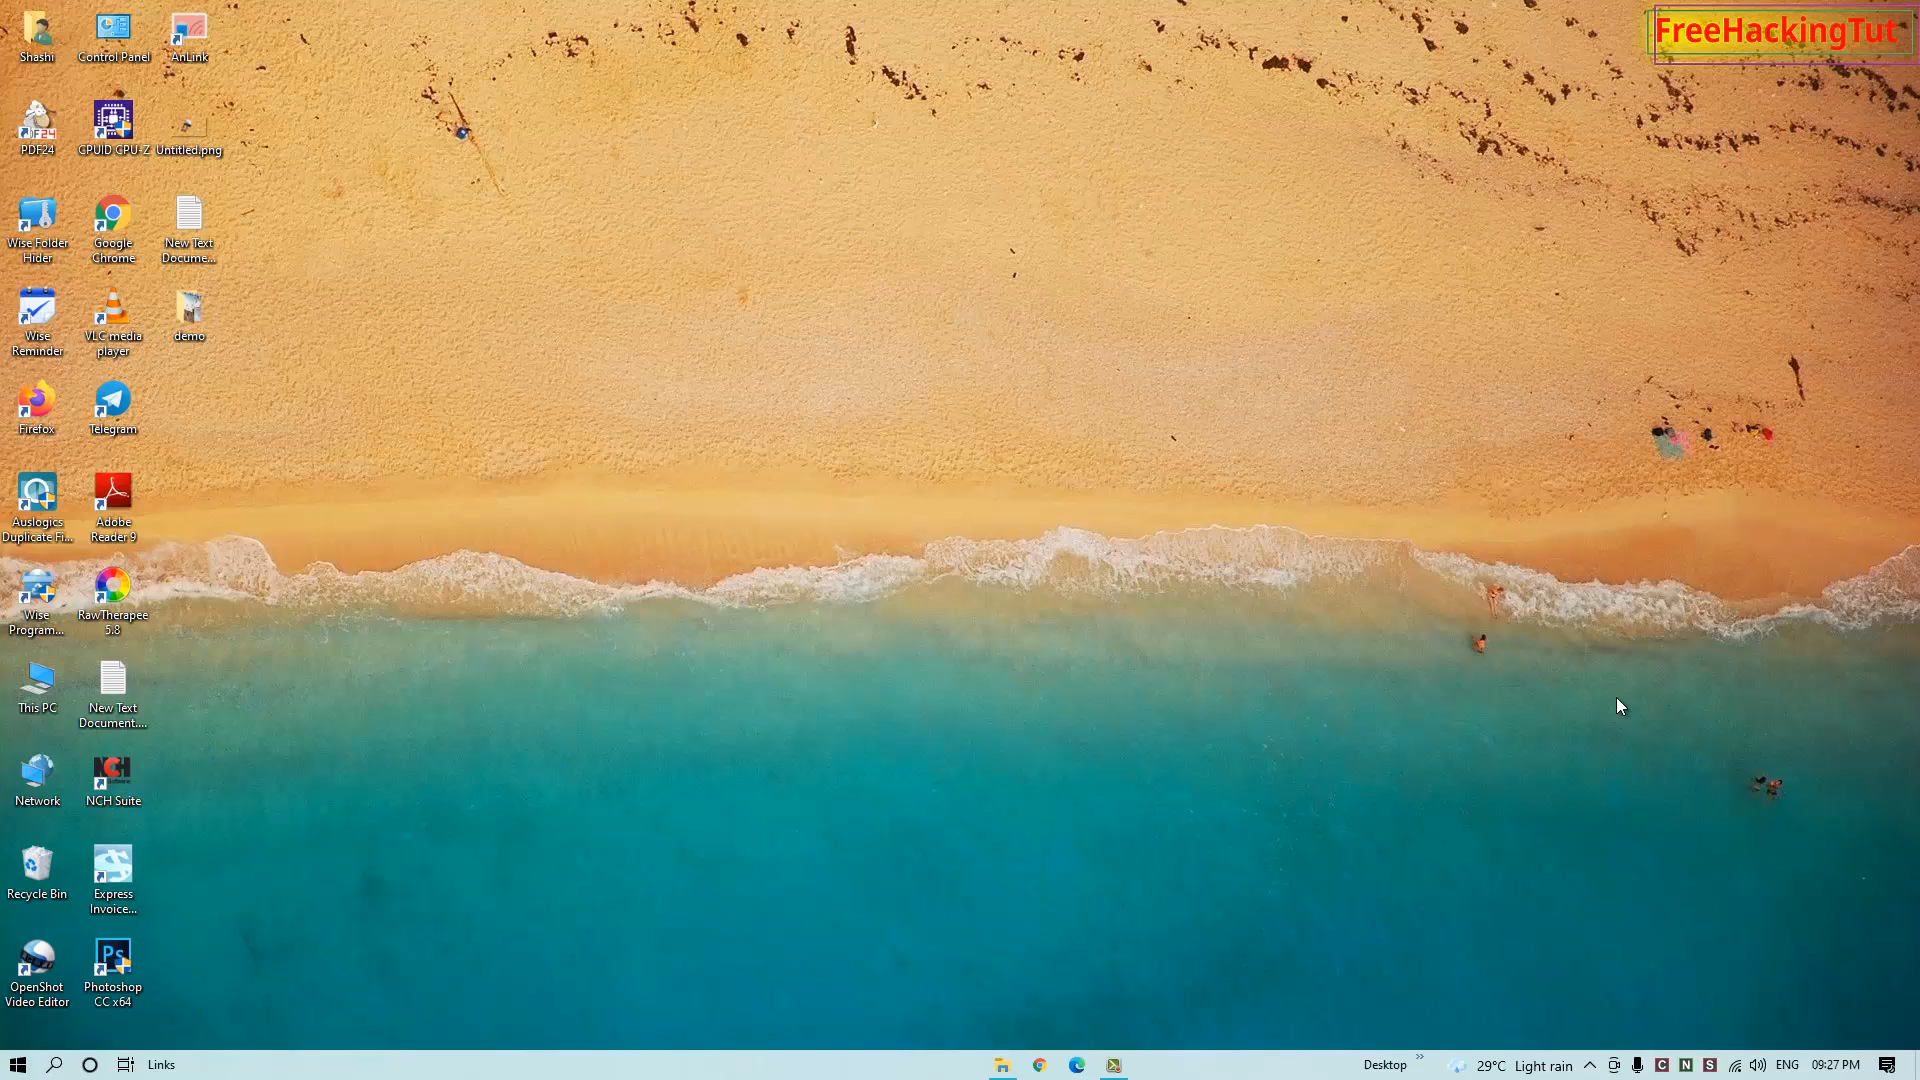 FreeHackingTut
Shashi
Control Panel
AnLink
PDF24
CPUID CPU-Z
Untitled.png
Wise Folder
Hider
Google
Chrome
New Text
Docume...
Wise
Reminder
VLC media
player
demo
Firefox
Telegram
Auslogics
Duplicate Fi...
Adobe
Reader 9
Wise
Program...
RawTherapee
5.8
This PC
New Text
Document....
Network
NCH
NCH Suite
Recycle Bin
Express
Invoice...
OpenShot
Video Editor
Ps
Photoshop
CC x64
Links
Desktop
29°C Light rain
C N S
ENG
09:27 PM